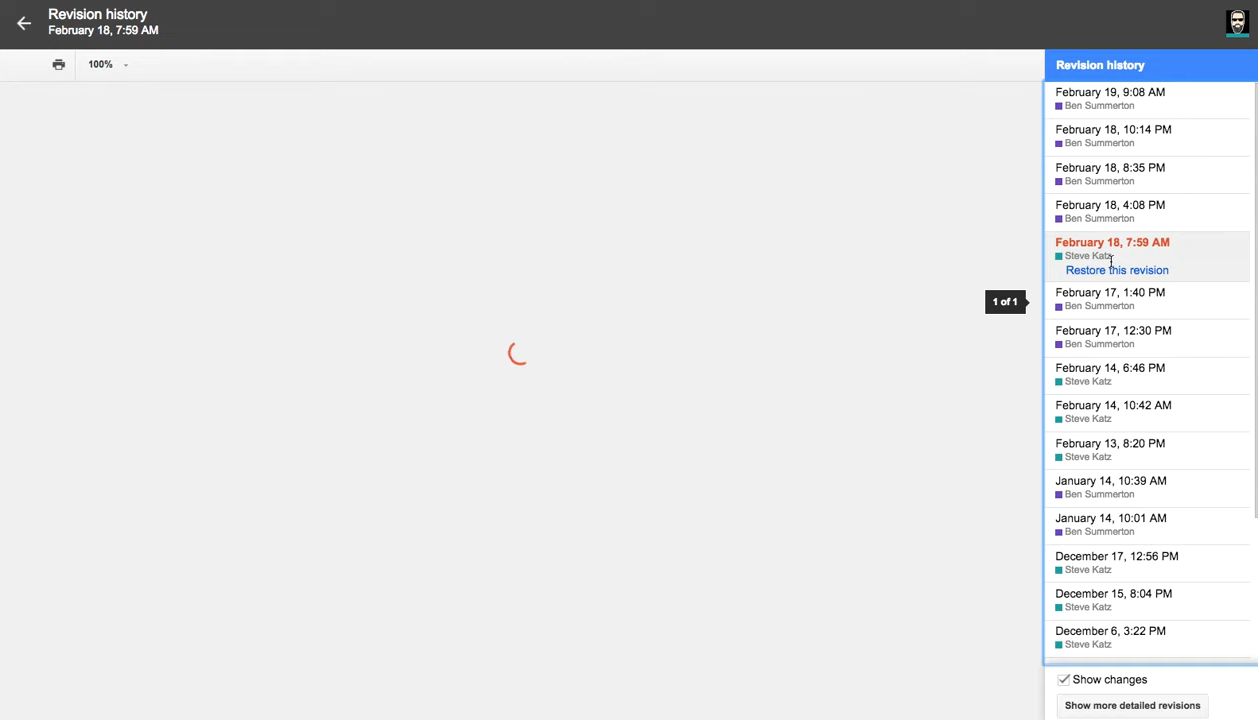 Revision history
February 18, 7:59 AM
100%
Revision history
February 19, 9:08 AM
Ben Summerton
February 18, 10:14 PM
Ben Summerton
February 18, 8:35 PM
Ben Summerton
February 18, 4:08 PM
Ben Summerton
February 18, 7:59 AM
Steve Katz
Restore this revision
1 of 1
February 17, 1:40 PM
Ben Summerton
February 17, 12:30 PM
Ben Summerton
February 14, 6:46 PM
Steve Katz
February 14, 10:42 AM
Steve Katz
February 13, 8:20 PM
Steve Katz
January 14, 10:39 AM
Ben Summerton
January 14, 10:01 AM
Ben Summerton
December 17, 12:56 PM
Steve Katz
December 15, 8:04 PM
Steve Katz
December 6, 3:22 PM
Steve Katz
Show changes
Show more detailed revisions